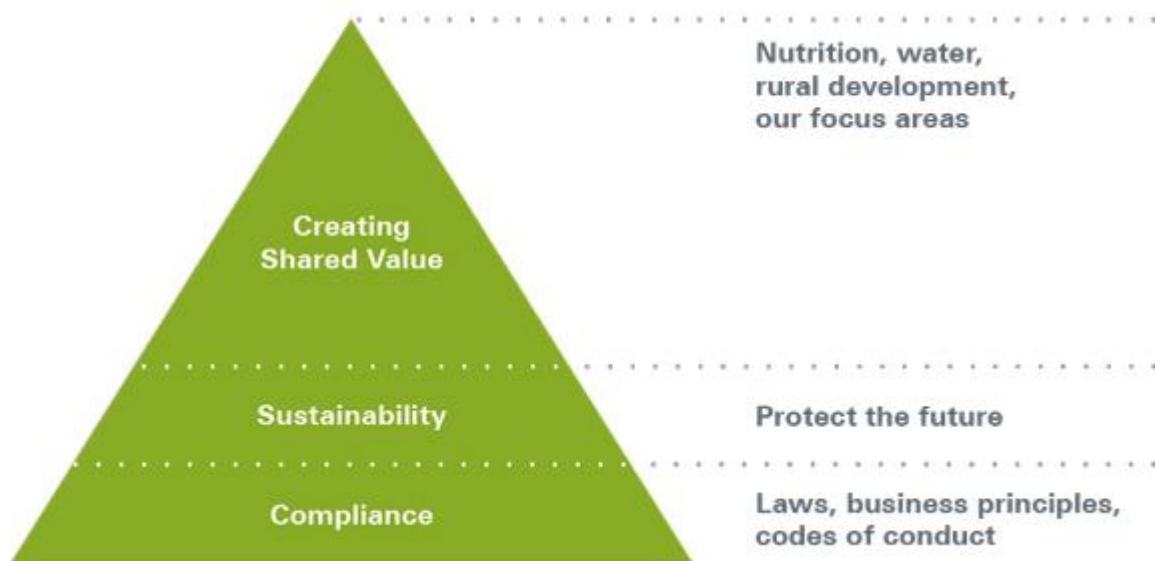 Nutrition, water,
rural development,
our focus areas
Creating
Shared Value
Sustainability
Protect the future
Compliance
Laws, business principles,
codes of conduct